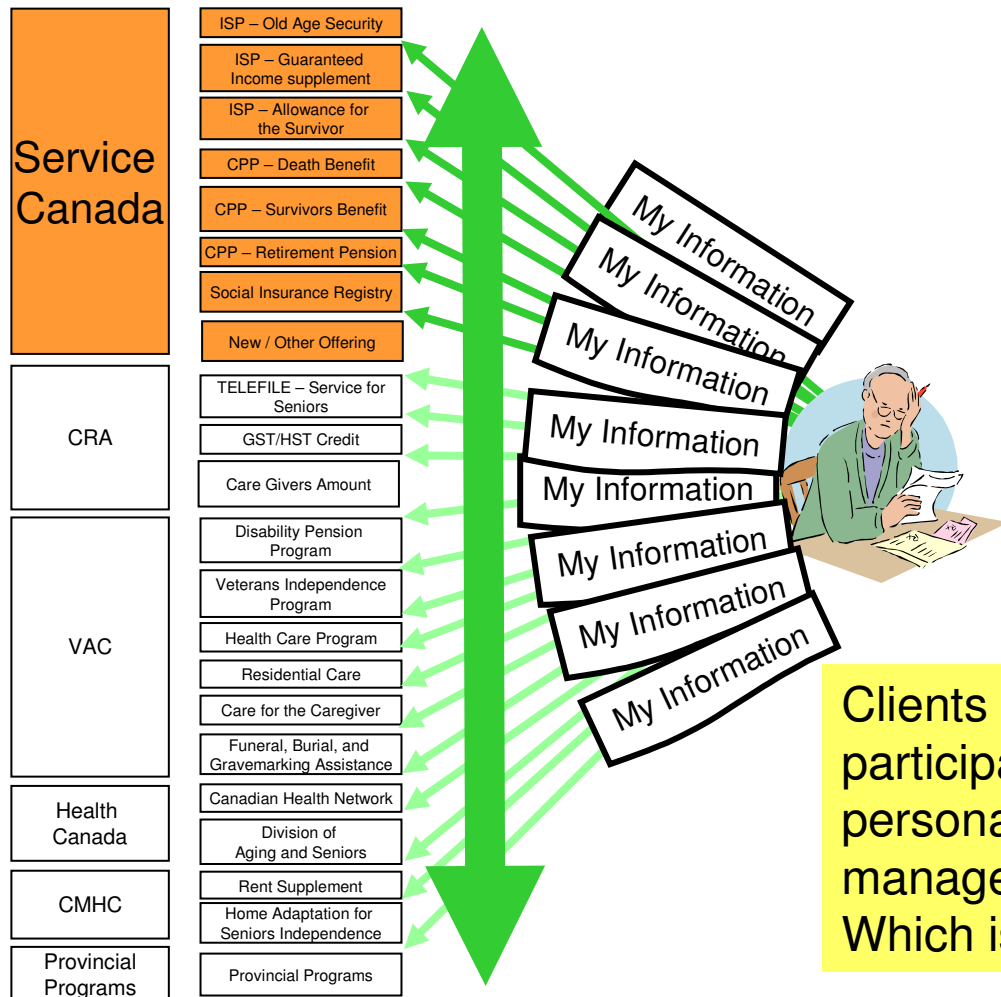 Service
Canada
ISP – Old Age Security
ISP – Guaranteed
Income supplement
ISP – Allowance for
the Survivor
CPP – Death Benefit
CPP – Survivors Benefit
CPP – Retirement Pension
Social Insurance Registry
New / Other Offering
CRA
TELEFILE – Service for
Seniors
GST/HST Credit
Care Givers Amount
VAC
Disability Pension
Program
Veterans Independence
Program
Health Care Program
Residential Care
Care for the Caregiver
Funeral, Burial, and
Gravemarking Assistance
Health
Canada
Canadian Health Network
Division of
Aging and Seniors
CMHC
Rent Supplement
Home Adaptation for
Seniors Independence
Provincial
Programs
Provincial Programs
My Information
My Information
My Information
My Information
My Information
My Information
My Information
My Information
Clients
participa
persona
manage
Which is